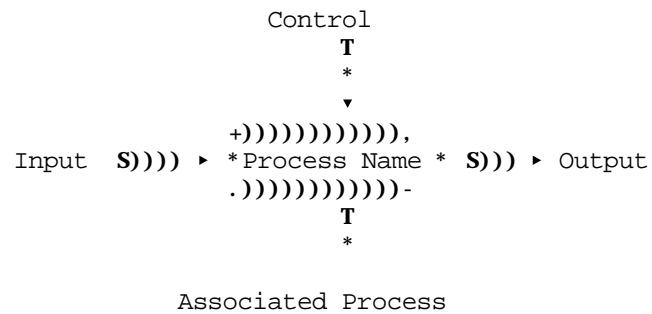 Control
T
*
▼
+)))))))))))),
Input S)))) ► *Process Name * S))) ► Output
.))))))))))))-
T
*
Associated Process